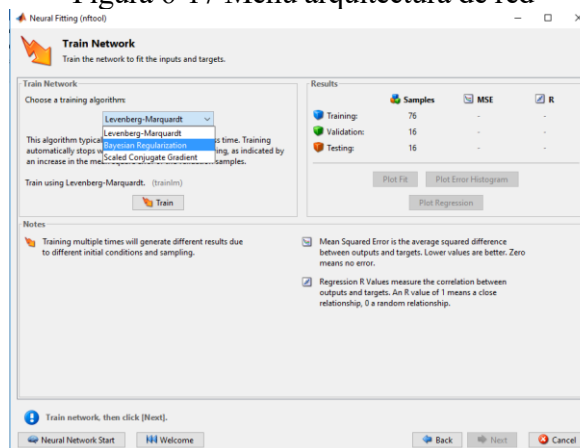 Figura 6-17 Menú arquitectura de red
Neural Fitting (nftool)
Train Network
Train the network to fit the inputs and targets.
Train Network
Choose a training algorithm:
Levenberg-Marquardt
Levenberg-Marquardt
Bayesian Regularization
Scaled Conjugate Gradient
This algorithm typical
s time. Training
automatically stops w
ing, as indicated by
an increase in the mean square error of the validation samples.
Train using Levenberg-Marquardt. (trainlm)
Train
Results
Samples MSE R
Training: 76 - -
Validation: 16 - -
Testing: 16 - -
Plot Fit Plot Error Histogram
Plot Regression
Notes
Training multiple times will generate different results due
to different initial conditions and sampling.
Mean Squared Error is the average squared difference
between outputs and targets. Lower values are better. Zero
means no error.
Regression R Values measure the correlation between
outputs and targets. An R value of 1 means a close
relationship, 0 a random relationship.
Train network, then click [Next].
Neural Network Start Welcome Back Next Cancel